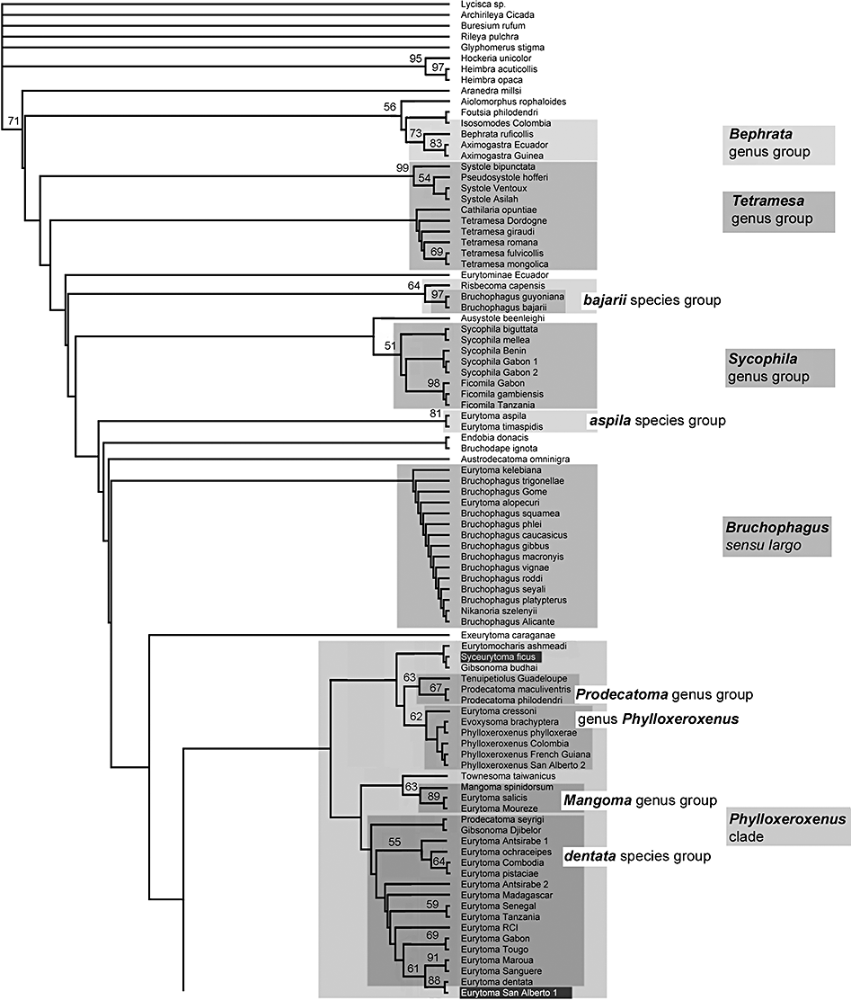 Lycisca sp.
Archirileya Cicada
Buresium rufum
Rileya pulchra
Glyphomerus stigma
95
Hockeria unicolor
97
Heimbra acuticollis
Heimbra opaca
Aranedra millsi
71
56
Aiolomorphus rophaloides
Foutsia philodendri
Isosomodes Colombia
73
Bephrata ruficollis
83
Aximogastra Ecuador
Aximogastra Guinea
Bephrata
genus group
99
Systole bipunctata
54
Pseudosystole hofferi
Systole Ventoux
Systole Asilah
Cathilaria opuntiae
Tetramesa Dordogne
Tetramesa giraudi
Tetramesa romana
69
Tetramesa fulvicollis
Tetramesa mongolica
Tetramesa
genus group
Eurytominae Ecuador
64
Risbecoma capensis
97
Bruchophagus guyoniana
Bruchophagus bajarii
bajarii species group
Ausystole beenleighi
51
Sycophila biguttata
Sycophila mellea
Sycophila Benin
Sycophila Gabon 1
Sycophila Gabon 2
98
Ficomila Gabon
Ficomila gambiensis
Ficomila Tanzania
Sycophila
genus group
81
Eurytoma aspila
Eurytoma timaspidis
aspila species group
Endobia donacis
Bruchodape ignota
Austrodecatoma omninigra
Eurytoma kelebiana
Bruchophagus trigonellae
Bruchophagus Gome
Eurytoma alopecuri
Bruchophagus squamea
Bruchophagus phlei
Bruchophagus caucasicus
Bruchophagus gibbus
Bruchophagus macronyis
Bruchophagus vignae
Bruchophagus roddi
Bruchophagus seyali
Bruchophagus platypterus
Nikanoria szelenyii
Bruchophagus Alicante
Bruchophagus
sensu largo
Exeurytoma caraganae
Eurytomocharis ashmeadi
Syceurytoma ficus
Gibsonoma budhai
63
Tenuipetiolus Guadeloupe
67
Prodecatoma maculiventris
Prodecatoma philodendri
Prodecatoma genus group
62
Eurytoma cressoni
Evoxysoma brachyptera
Phylloxeroxenus phylloxerae
Phylloxeroxenus Colombia
Phylloxeroxenus French Guiana
Phylloxeroxenus San Alberto 2
genus Phylloxeroxenus
Townesoma taiwanicus
63
Mangoma spinidorsum
89
Eurytoma salicis
Eurytoma Moureze
Mangoma genus group
Prodecatoma seyrigi
Gibsonoma Djibelor
55
Eurytoma Antsirabe 1
Eurytoma ochraceipes
64
Eurytoma Combodia
Eurytoma pistaciae
dentata species group
Phylloxeroxenus
clade
Eurytoma Antsirabe 2
Eurytoma Madagascar
59
Eurytoma Senegal
Eurytoma Tanzania
Eurytoma RCI
69
Eurytoma Gabon
Eurytoma Tougo
91
Eurytoma Maroua
61
Eurytoma Sanguere
88
Eurytoma dentata
Eurytoma San Alberto 1